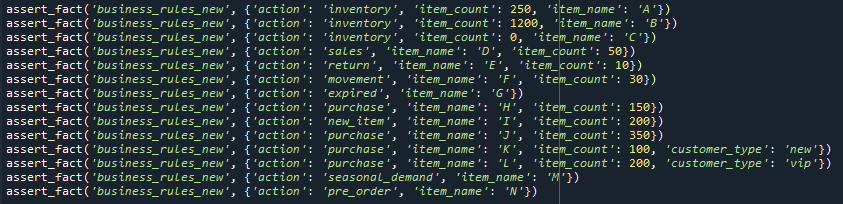 assert_fact('business_rules_new', {'action': 'inventory', 'item_count': 250, 'item_name': 'A'})
assert_fact('business_rules_new', {'action': 'inventory', 'item_count': 1200, 'item_name': 'B'})
assert_fact('business_rules_new', {'action': 'inventory', 'item_count': 0, 'item_name': 'C'})
assert_fact('business_rules_new', {'action': 'sales', 'item_name': 'D', 'item_count': 50})
assert_fact('business_rules_new', {'action': 'return', 'item_name': 'E', 'item_count': 10})
assert_fact('business_rules_new', {'action': 'movement', 'item_name': 'F', 'item_count': 30})
assert_fact('business_rules_new', {'action': 'expired', 'item_name': 'G'})
assert_fact('business_rules_new', {'action': 'purchase', 'item_name': 'H', 'item_count': 150})
assert_fact('business_rules_new', {'action': 'new_item', 'item_name': 'I', 'item_count': 200})
assert_fact('business_rules_new', {'action': 'purchase', 'item_name': 'J', 'item_count': 350})
assert_fact('business_rules_new', {'action': 'purchase', 'item_name': 'K', 'item_count': 100, 'customer_type': 'new'})
assert_fact('business_rules_new', {'action': 'purchase', 'item_name': 'L', 'item_count': 200, 'customer_type': 'vip'})
assert_fact('business_rules_new', {'action': 'seasonal_demand', 'item_name': 'M'})
assert_fact('business_rules_new', {'action': 'pre_order', 'item_name': 'N'})